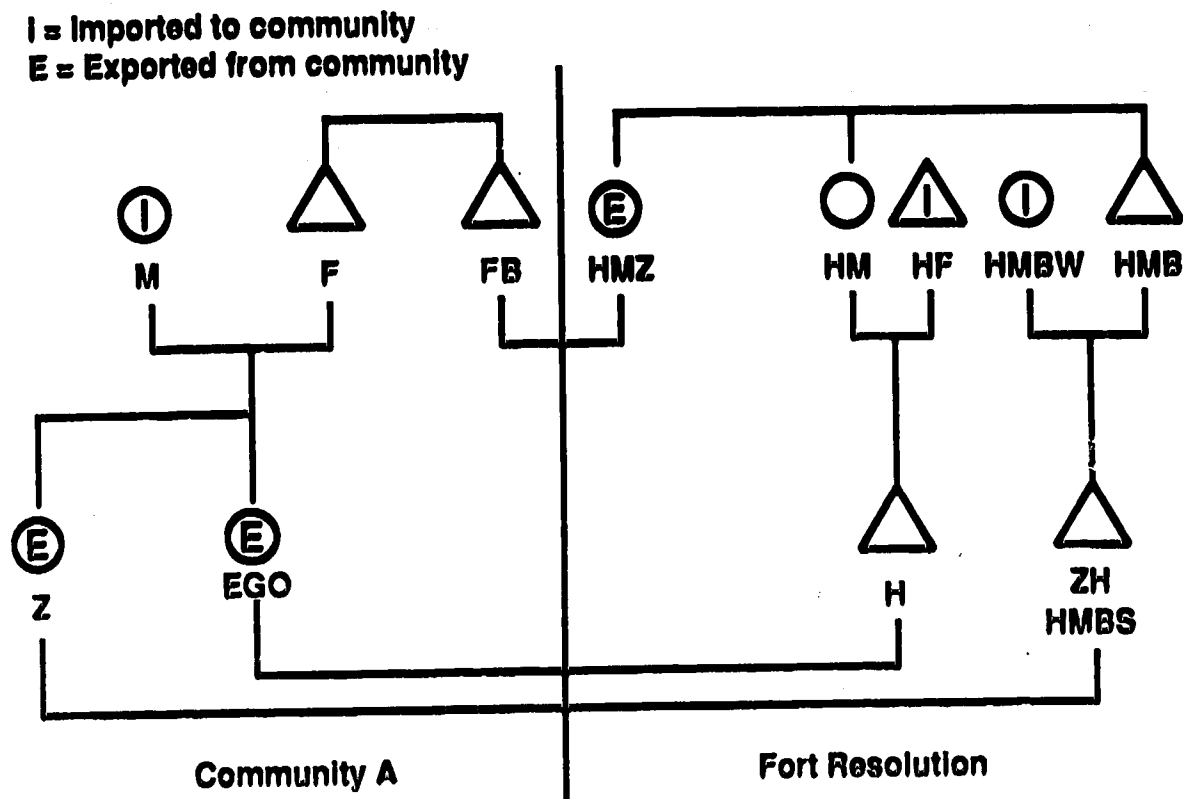 I = Imported to community
E = Exported from community
I E I I
M F FB HMZ HM HF HMBW HMB
E E
Z EGO H ZH
HMBS
Community A Fort Resolution